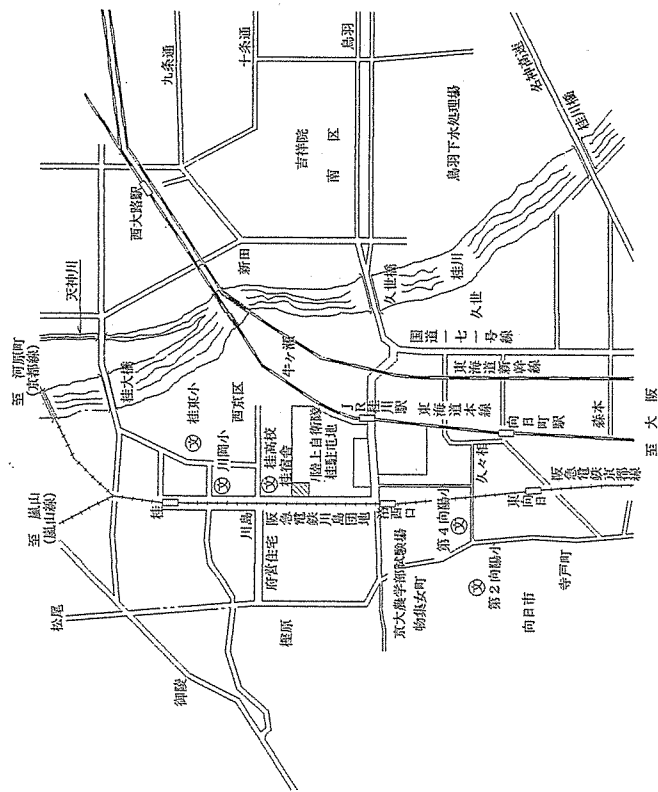 九条通
十条通
鳥羽
名神高速
桂川橋
西大路駅
吉祥院
南区
鳥羽下水処理場
天神川
新田
久世橋
桂川
久世
国道一七一号線
至 河原町
(京都線)
桂大橋
牛ヶ瀬
東海道新幹線
桂東小
西京区
JR桂川駅
東海道本線
向日町駅
森本
至 大阪
川岡小
桂高校
桂宿舎
陸上自衛隊
桂駐屯地
至 嵐山
(嵐山線)
桂
川島
阪急電鉄川島団地
洛西口
第4向陽小
久々相
東向日
阪急電鉄京都線
府営住宅
京大農学部試験場
物集女町
第2向陽小
寺戸町
向日市
松尾
樫原
御陵
文
文
文
文
文